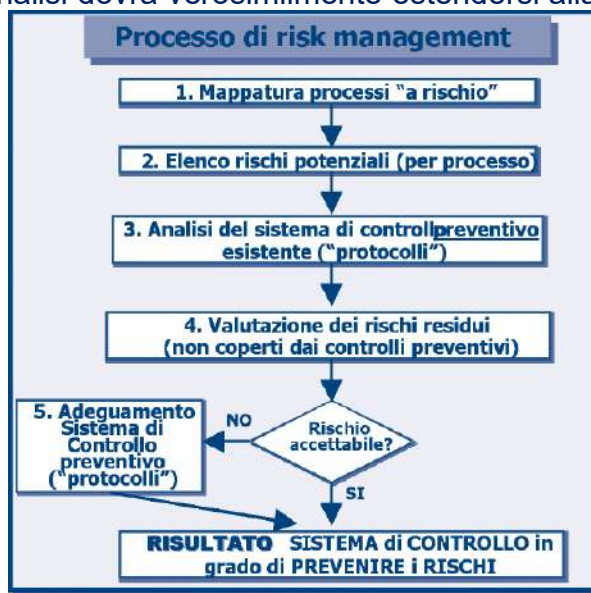 Processo di risk management
1. Mappatura processi "a rischio"
2. Elenco rischi potenziali (per processo)
3. Analisi del sistema di controllo preventivo
esistente ("protocolli")
4. Valutazione dei rischi residui
(non coperti dai controlli preventivi)
5. Adeguamento
Sistema di
Controllo
preventivo
("protocolli")
NO
Rischio
accettabile?
SI
RISULTATO SISTEMA di CONTROLLO in
grado di PREVENIRE i RISCHI